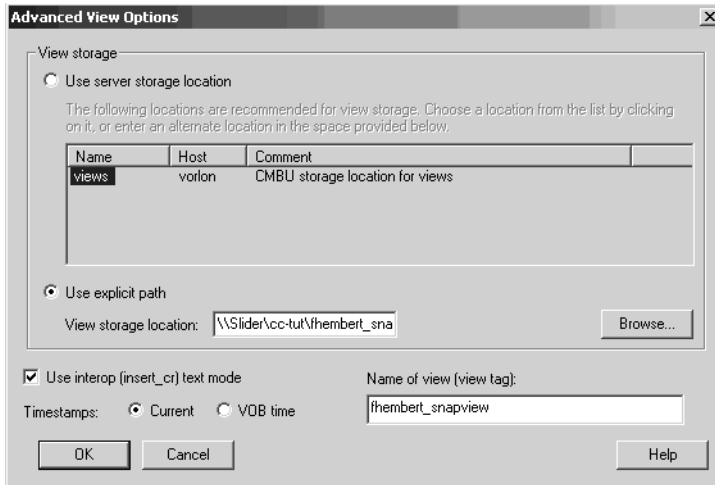 Advanced View Options
View storage
Use server storage location
The following locations are recommended for view storage. Choose a location from the list by clicking
on it, or enter an alternate location in the space provided below.
Name Host Comment
views vorlon CMBU storage location for views
Use explicit path
View storage location: \\Slider\cc-tut\fhembert_sna Browse...
Use interop (insert_cr) text mode Name of view (view tag):
Timestamps: Current VOB time fhembert_snapview
OK Cancel Help